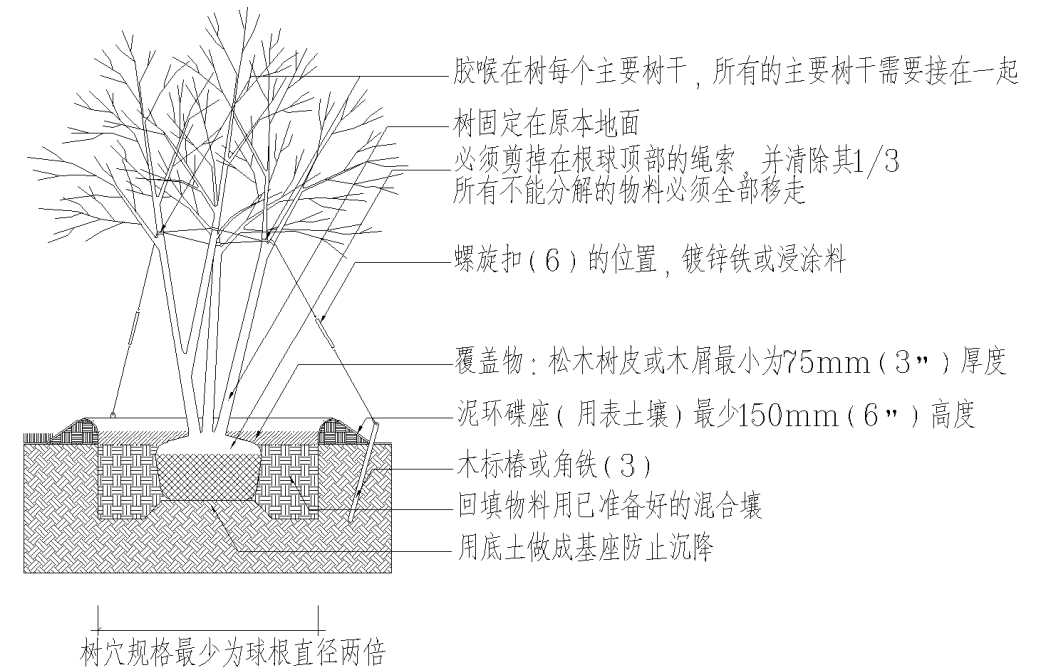 胶喉在树每个主要树干，所有的主要树干需要接在一起
树固定在原本地面
必须剪掉在根球顶部的绳索，并清除其1/3
所有不能分解的物料必须全部移走
螺旋扣(6)的位置，镀锌铁或浸涂料
覆盖物：松木树皮或木屑最小为75mm(3")厚度
泥环碟座(用表土壤)最少150mm(6")高度
木标椿或角铁(3)
回填物料用已准备好的混合壤
用底土做成基座防止沉降
树穴规格最少为球根直径两倍